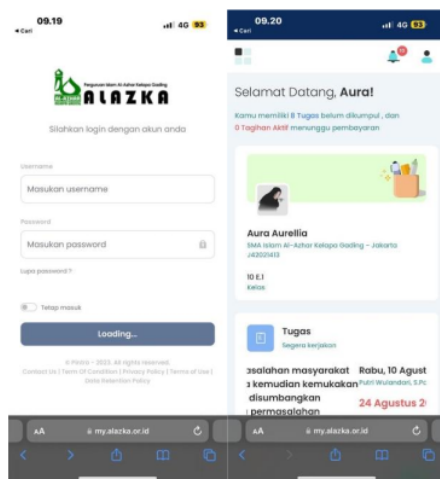 09.19
4G 93
◂ Cari
Perguruan Islam Al Azhar Kelapa Gading
AL AZHAR
ALAZKA
Silahkan login dengan akun anda
Username
Masukan username
Password
Masukan password
Lupa password ?
Tetap masuk
Loading...
© Pinntx - 2023. All rights reserved.
Contact Us | Term Of Condition | Privacy Policy | Terms of Use |
Data Retention Policy
AA my.alazka.or.id
09.20
4G 93
◂ Cari
Selamat Datang, Aura!
Kamu memiliki 8 Tugas belum dikumpul , dan
0 Tagihan Aktif menunggu pembayaran
Aura Aurellia
SMA Islam Al-Azhar Kelapa Gading - Jakarta
J42021413
10 E.1
Kelas
Tugas
Segera kerjakan
asalahan masyarakat
kemudian kemukakan
disumbangkan
permasalahan
Rabu, 10 Agust
Putri Wulandari, S.Pc
24 Agustus 2
AA my.alazka.or.id